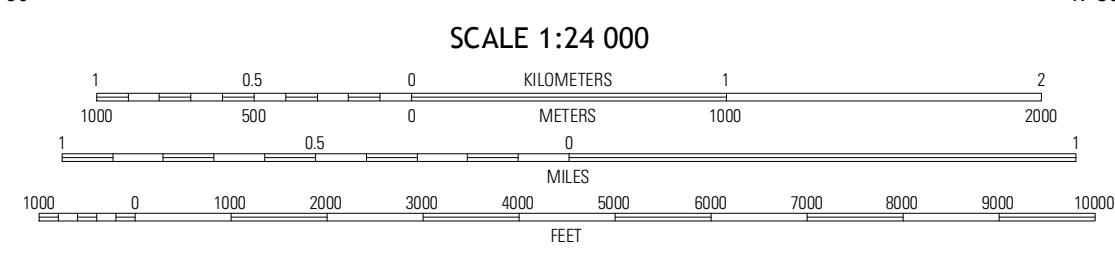 SCALE 1:24 000
1 0.5 0 KILOMETERS 1 2
1000 500 0 METERS 1000 2000
1 0.5 0 1
MILES
1000 0 1000 2000 3000 4000 5000 6000 7000 8000 9000 10000
FEET